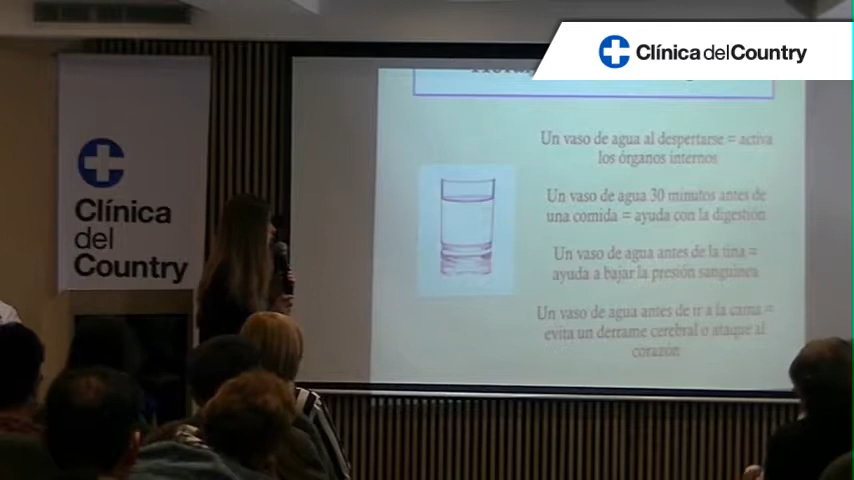 Clínica del Country
Clínica
del
Country
Un vaso de agua al despertarse = activa
los órganos internos
Un vaso de agua 30 minutos antes de
una comida = ayuda con la digestión
Un vaso de agua antes de la tina =
ayuda a bajar la presión sanguínea
Un vaso de agua antes de ir a la cama =
evita un derrame cerebral o ataque al
corazón